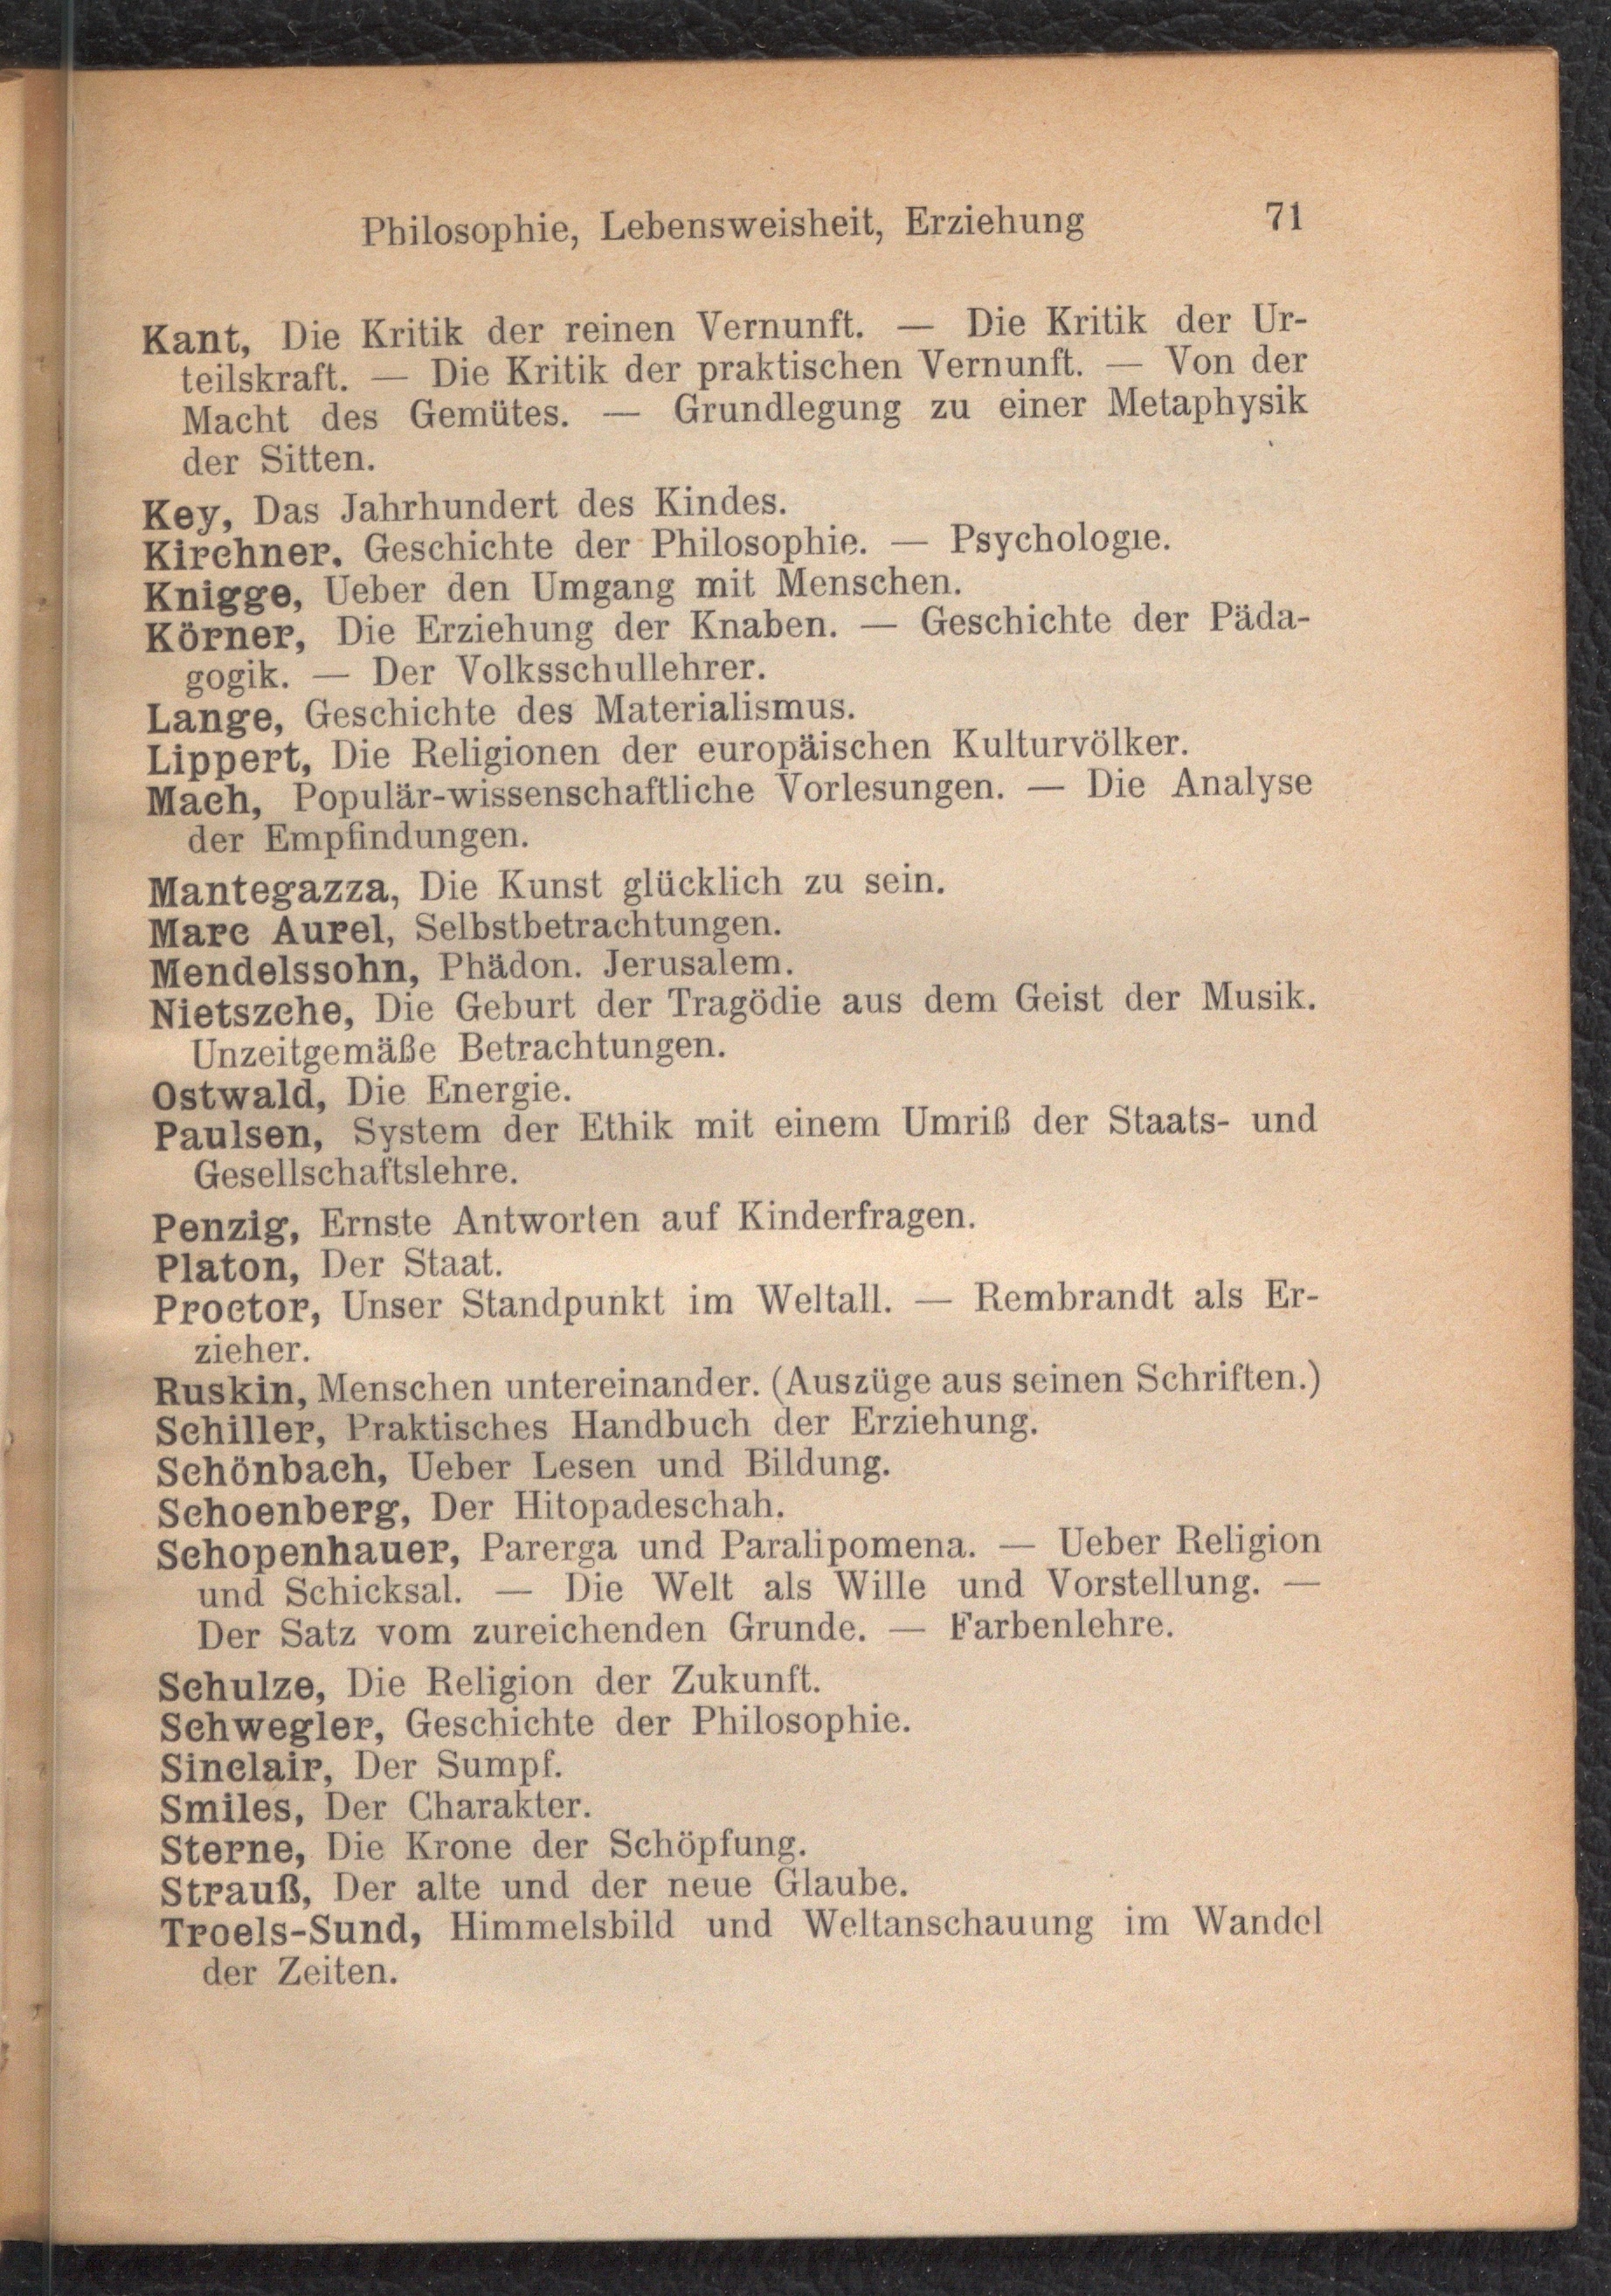 Philosophie, Lebensweisheit, Erziehung 71
Kant, Die Kritik der reinen Vernunft. — Die Kritik der Ur-
teilskraft. — Die Kritik der praktischen Vernunft. — Von der
Macht des Gemütes. — Grundlegung zu einer Metaphysik
der Sitten.
Key, Das Jahrhundert des Kindes.
Kirchner. Geschichte der Philosophie. — Psychologie.
Knigge, Ueber den Umgang mit Menschen.
Körner, Die Erziehung der Knaben. — Geschichte der Päda-
gogik. — Der Volksschullehrer.
Lange, Geschichte des Materialismus.
Lippert, Die Religionen der europäischen Kulturvölker.
Mach, Populär-wissenschaftliche Vorlesungen. — Die Analyse
der Empfindungen.
Mantegazza, Die Kunst glücklich zu sein.
Marc Aurel, Selbstbetrachtungen.
Mendelssohn, Phädon. Jerusalem.
Nietszche, Die Geburt der Tragödie aus dem Geist der Musik.
Unzeitgemäße Betrachtungen.
Ostwald, Die Energie.
Paulsen, System der Ethik mit einem Umriß der Staats- und
Gesellschaftslehre.
Penzig, Ernste Antworten auf Kinderfragen.
Platon, Der Staat.
Proctor, Unser Standpunkt im Weltall. — Rembrandt als Er-
zieher.
Ruskin, Menschen untereinander. (Auszüge aus seinen Schriften.)
Schiller, Praktisches Handbuch der Erziehung.
Schönbach, Ueber Lesen und Bildung.
Schoenberg, Der Hitopadeschah.
Schopenhauer, Parerga und Paralipomena. — Ueber Religion
und Schicksal. — Die Welt als Wille und Vorstellung. —
Der Satz vom zureichenden Grunde. — Farbenlehre.
Schulze, Die Religion der Zukunft.
Schwegler, Geschichte der Philosophie.
Sinclair, Der Sumpf.
Smiles, Der Charakter.
Sterne, Die Krone der Schöpfung.
Strauß, Der alte und der neue Glaube.
Troels-Sund, Himmelsbild und Weltanschauung im Wandel
der Zeiten.